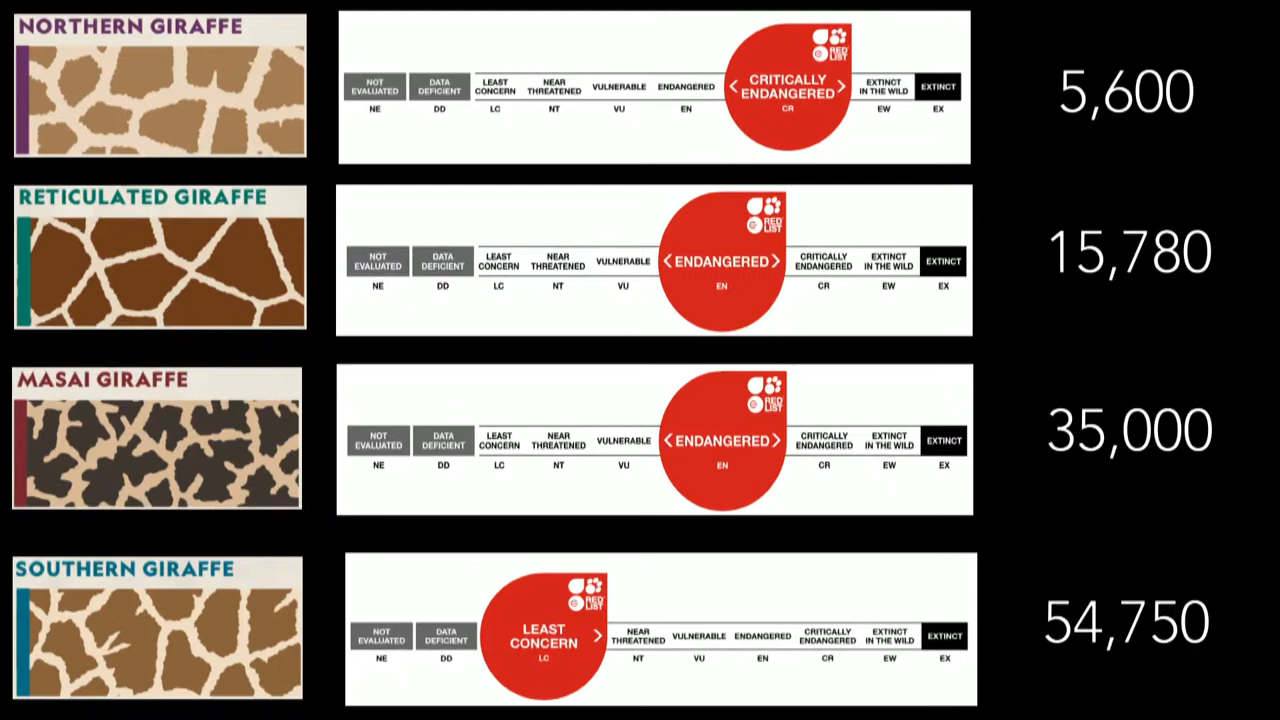 NORTHERN GIRAFFE
RED
LIST
NOT
EVALUATED
DATA
DEFICIENT
LEAST
CONCERN
NEAR
THREATENED
VULNERABLE
ENDANGERED
< CRITICALLY
ENDANGERED >
EXTINCT
IN THE WILD
EXTINCT
NE
DD
LC
NT
VU
EN
CR
EW
EX
5,600
RETICULATED GIRAFFE
RED
LIST
NOT
EVALUATED
DATA
DEFICIENT
LEAST
CONCERN
NEAR
THREATENED
VULNERABLE
< ENDANGERED >
CRITICALLY
ENDANGERED
EXTINCT
IN THE WILD
EXTINCT
NE
DD
LC
NT
VU
EN
CR
EW
EX
15,780
MASAI GIRAFFE
RED
LIST
NOT
EVALUATED
DATA
DEFICIENT
LEAST
CONCERN
NEAR
THREATENED
VULNERABLE
< ENDANGERED >
CRITICALLY
ENDANGERED
EXTINCT
IN THE WILD
EXTINCT
NE
DD
LC
NT
VU
EN
CR
EW
EX
35,000
SOUTHERN GIRAFFE
RED
LIST
NOT
EVALUATED
DATA
DEFICIENT
LEAST
CONCERN >
NEAR
THREATENED
VULNERABLE
ENDANGERED
CRITICALLY
ENDANGERED
EXTINCT
IN THE WILD
EXTINCT
NE
DD
LC
NT
VU
EN
CR
EW
EX
54,750